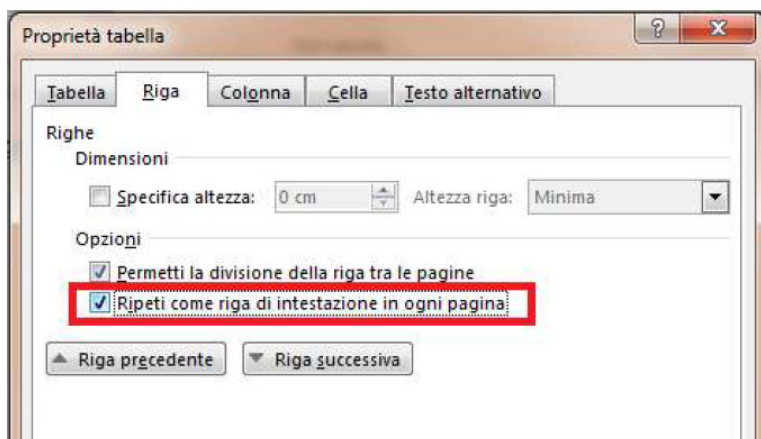 Proprietà tabella
Tabella Riga Colonna Cella Testo alternativo
Righe
Dimensioni
Specifica altezza: 0 cm Altezza riga: Minima
Opzioni
Permetti la divisione della riga tra le pagine
Ripeti come riga di intestazione in ogni pagina
Riga precedente Riga successiva